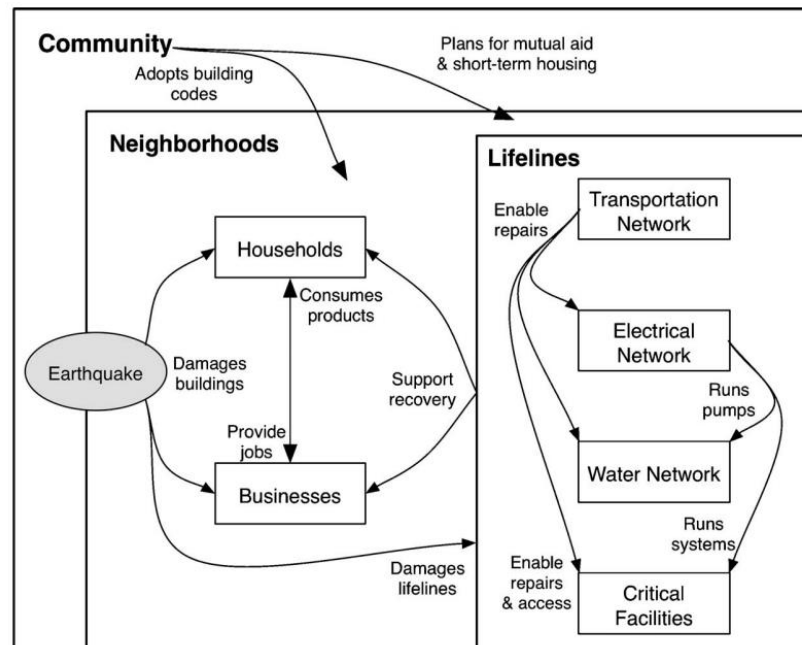 Community
Adopts building
codes
Plans for mutual aid
& short-term housing
Neighborhoods
Households
Consumes
products
Earthquake
Damages
buildings
Support
recovery
Provide
jobs
Businesses
Damages
lifelines
Lifelines
Transportation
Network
Enable
repairs
Electrical
Network
Runs
pumps
Water Network
Runs
systems
Enable
repairs
& access
Critical
Facilities